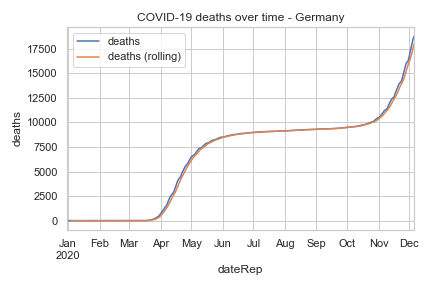 COVID-19 deaths over time - Germany
deaths
deaths (rolling)
17500
15000
12500
10000
7500
5000
2500
0
deaths
Jan Feb Mar Apr May Jun Jul Aug Sep Oct Nov Dec
2020
dateRep